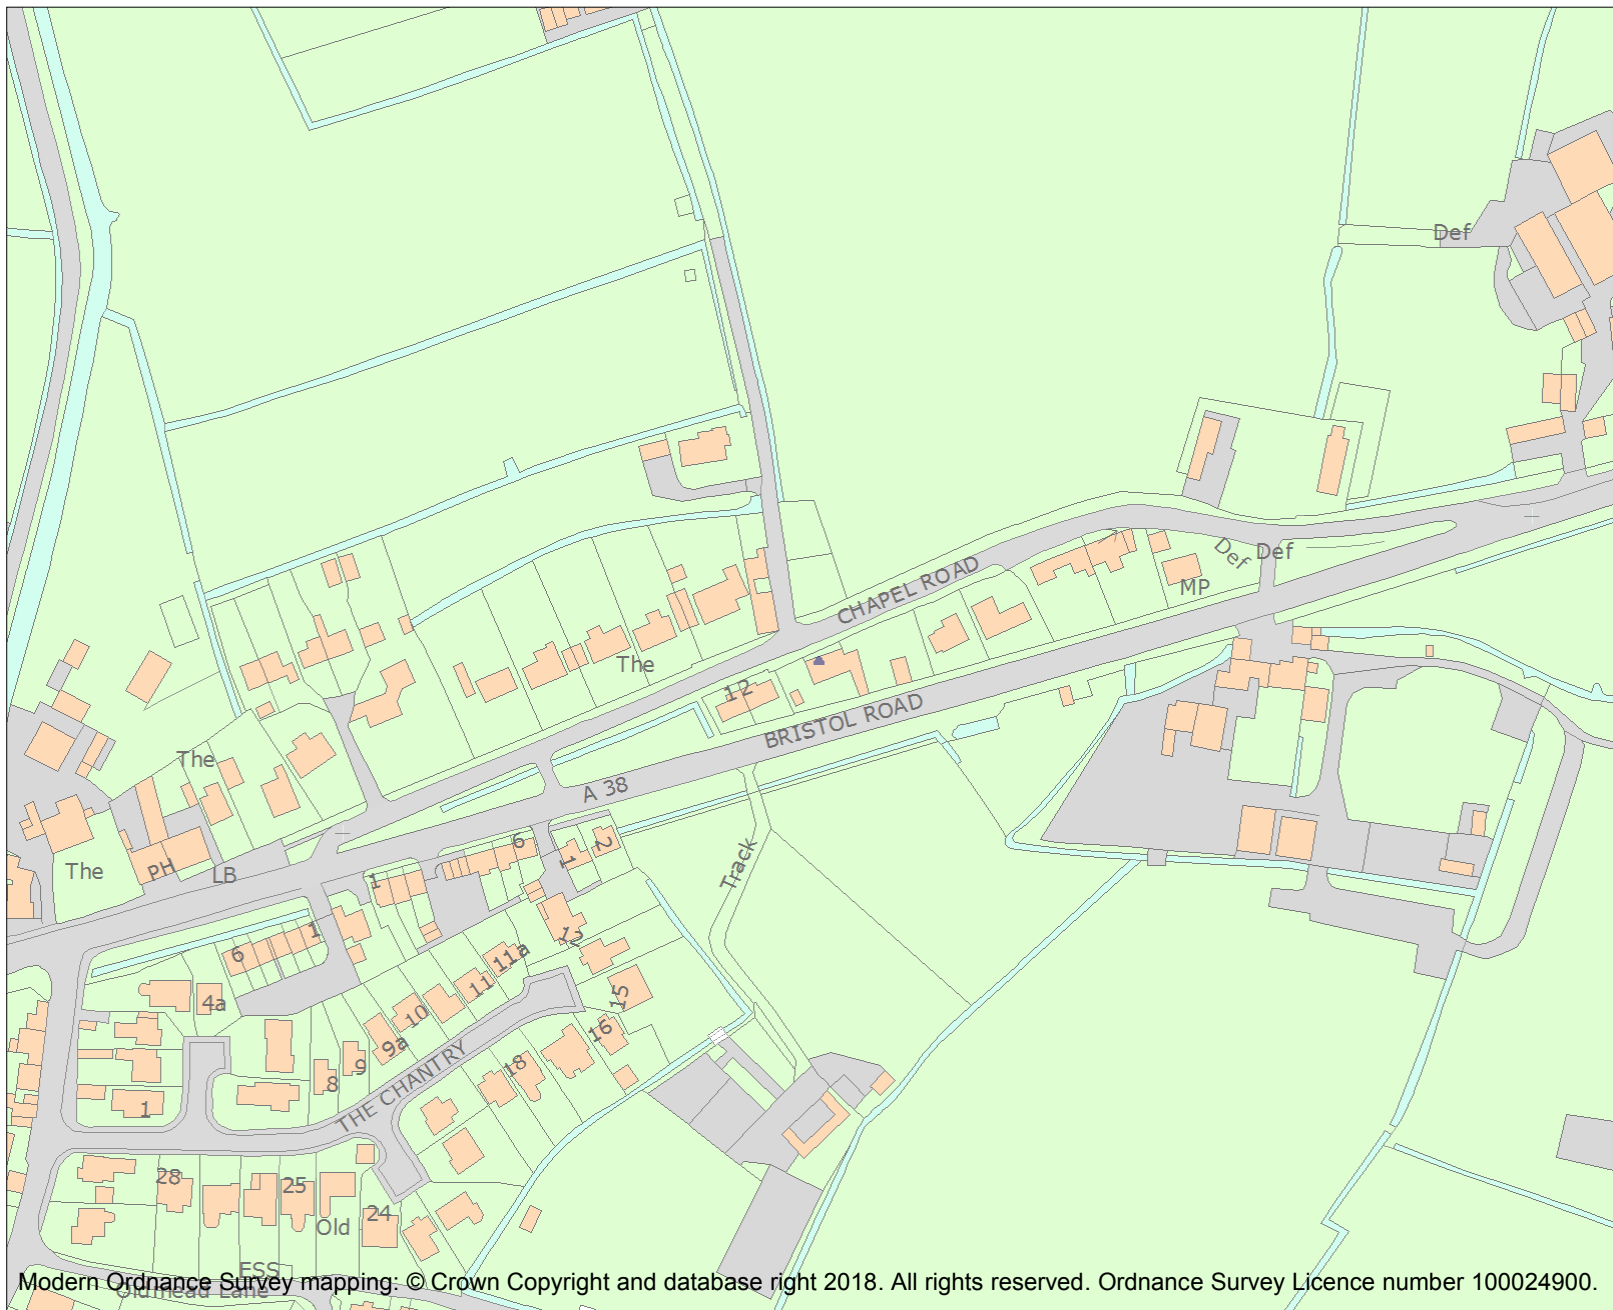 Def
CHAPEL ROAD
Def
Def
MP
The
12
BRISTOL ROAD
The
A 38
Track
6
1
2
PH
LB
The
1
1
6
12
11a
11
15
4a
10
16
9a
9
18
8
THE CHANTRY
1
28
25
24
Old
ESS
Modern Ordnance Survey mapping: © Crown Copyright and database right 2018. All rights reserved. Ordnance Survey Licence number 100024900.
Oldmead Lane